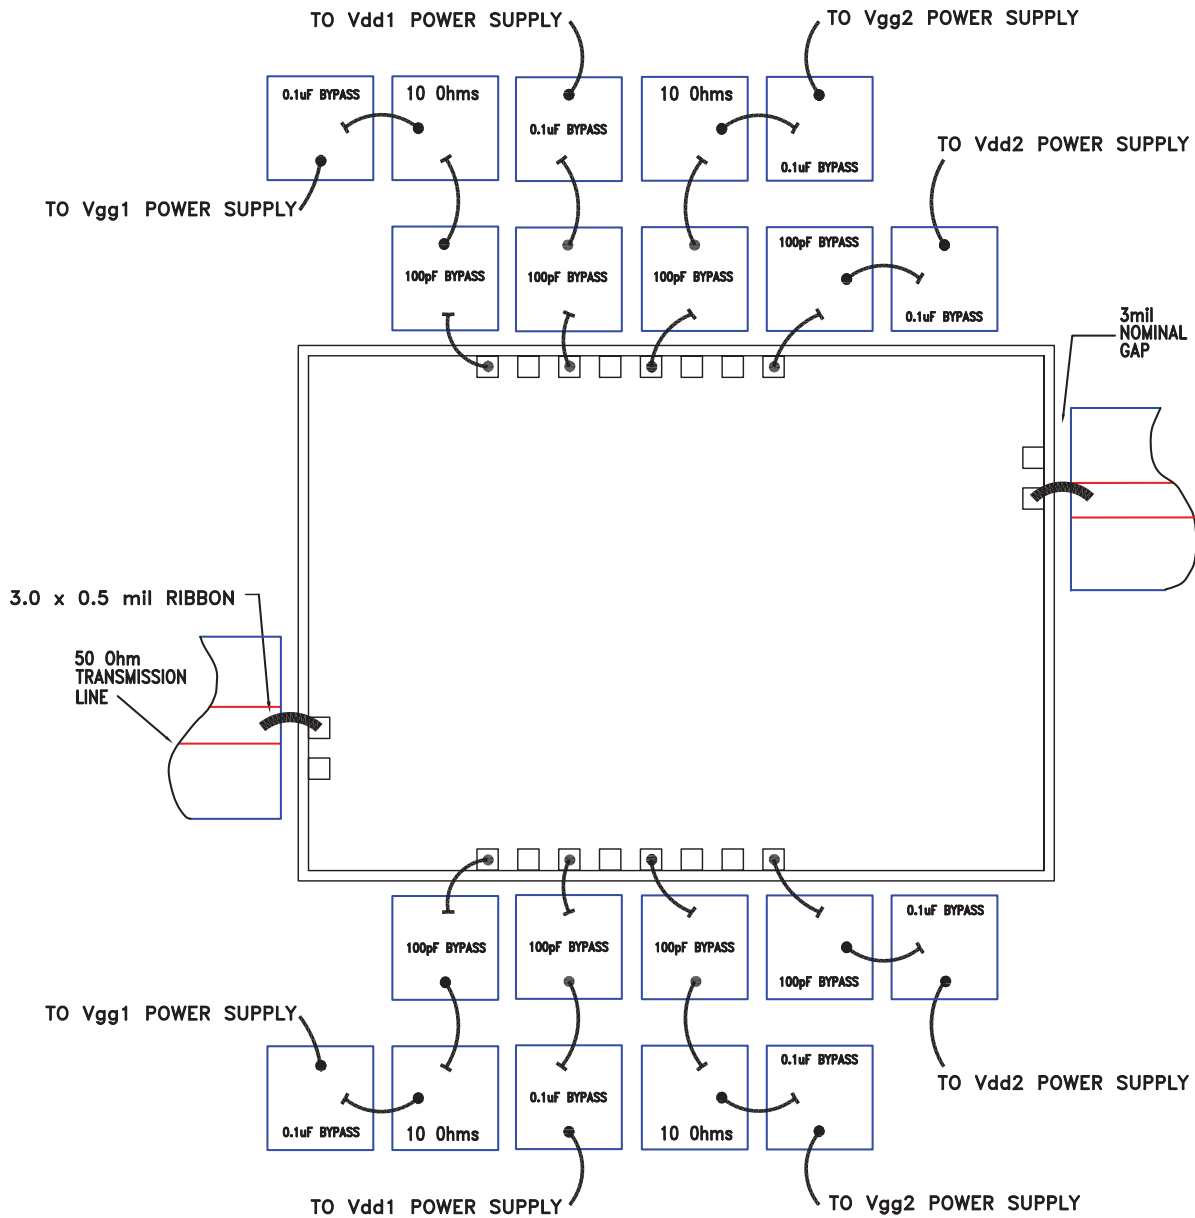 TO Vdd1 POWER SUPPLY
TO Vgg2 POWER SUPPLY
0.1uF BYPASS
10 Ohms
0.1uF BYPASS
10 Ohms
0.1uF BYPASS
TO Vdd2 POWER SUPPLY
TO Vgg1 POWER SUPPLY
100pF BYPASS
100pF BYPASS
100pF BYPASS
100pF BYPASS
0.1uF BYPASS
3mil
NOMINAL
GAP
3.0 x 0.5 mil RIBBON
50 Ohm
TRANSMISSION
LINE
100pF BYPASS
100pF BYPASS
100pF BYPASS
100pF BYPASS
0.1uF BYPASS
TO Vgg1 POWER SUPPLY
0.1uF BYPASS
10 Ohms
0.1uF BYPASS
10 Ohms
0.1uF BYPASS
TO Vdd2 POWER SUPPLY
TO Vdd1 POWER SUPPLY
TO Vgg2 POWER SUPPLY